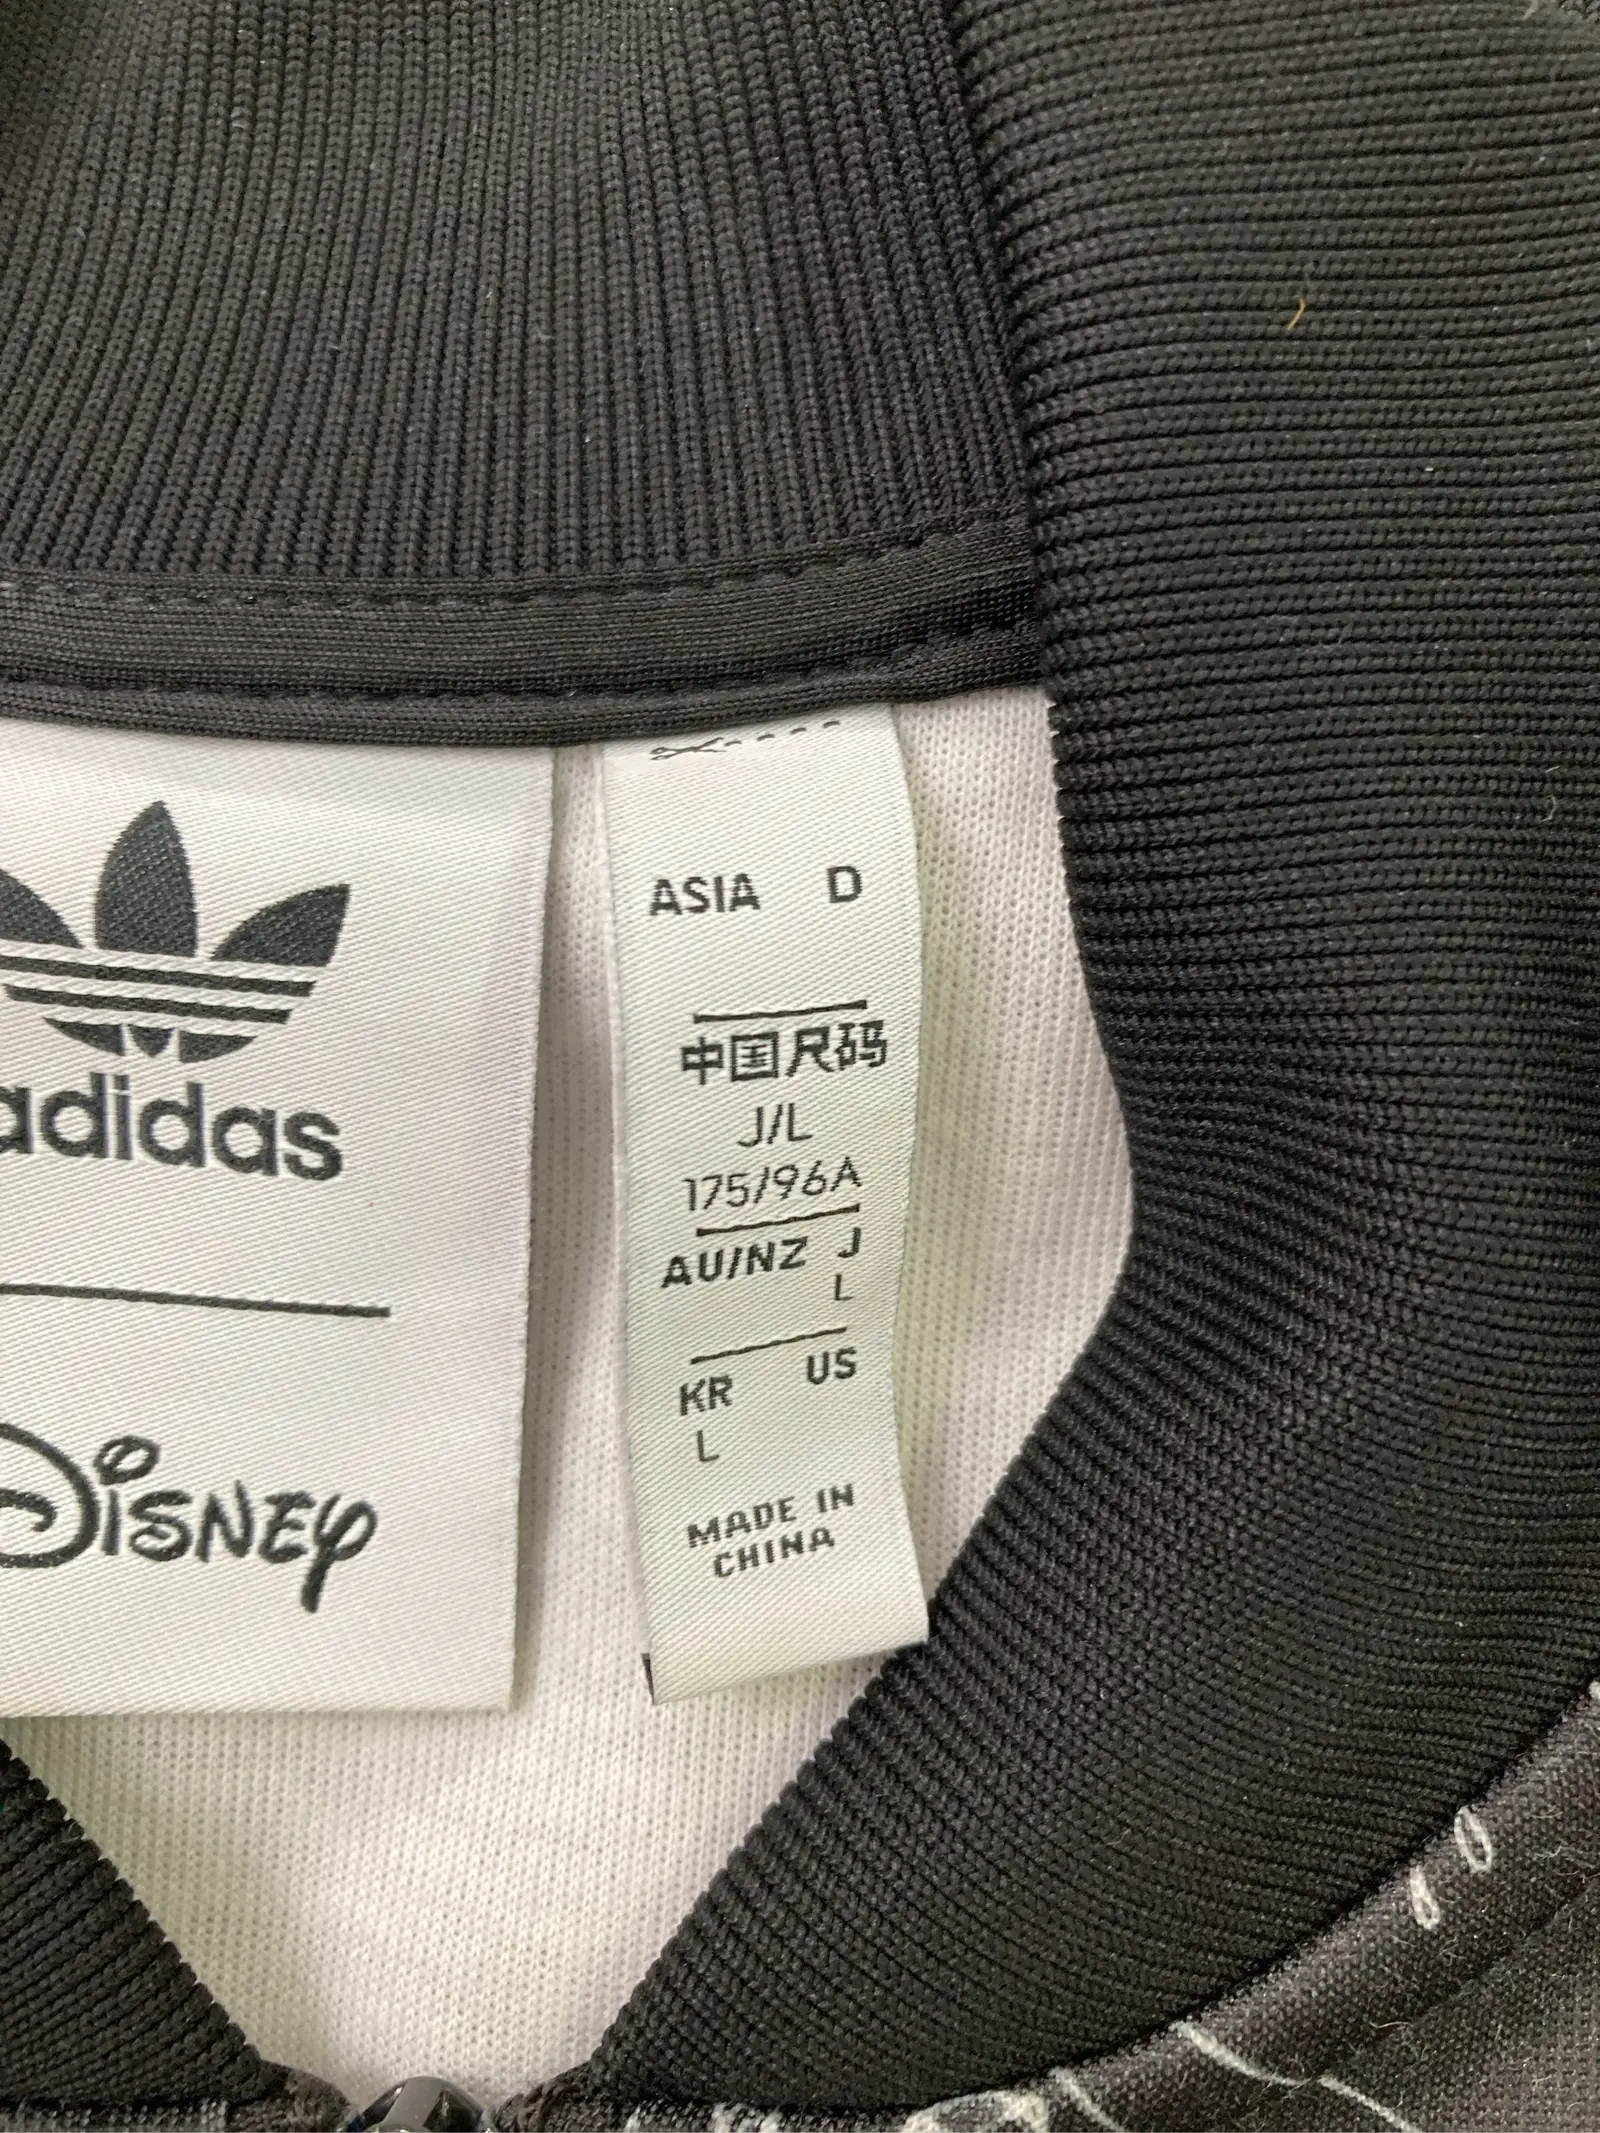 adidas
DISNEY
ASIA D
中国尺码
J/L
175/96A
AU/NZ J
L
KR US
L
MADE IN
CHINA